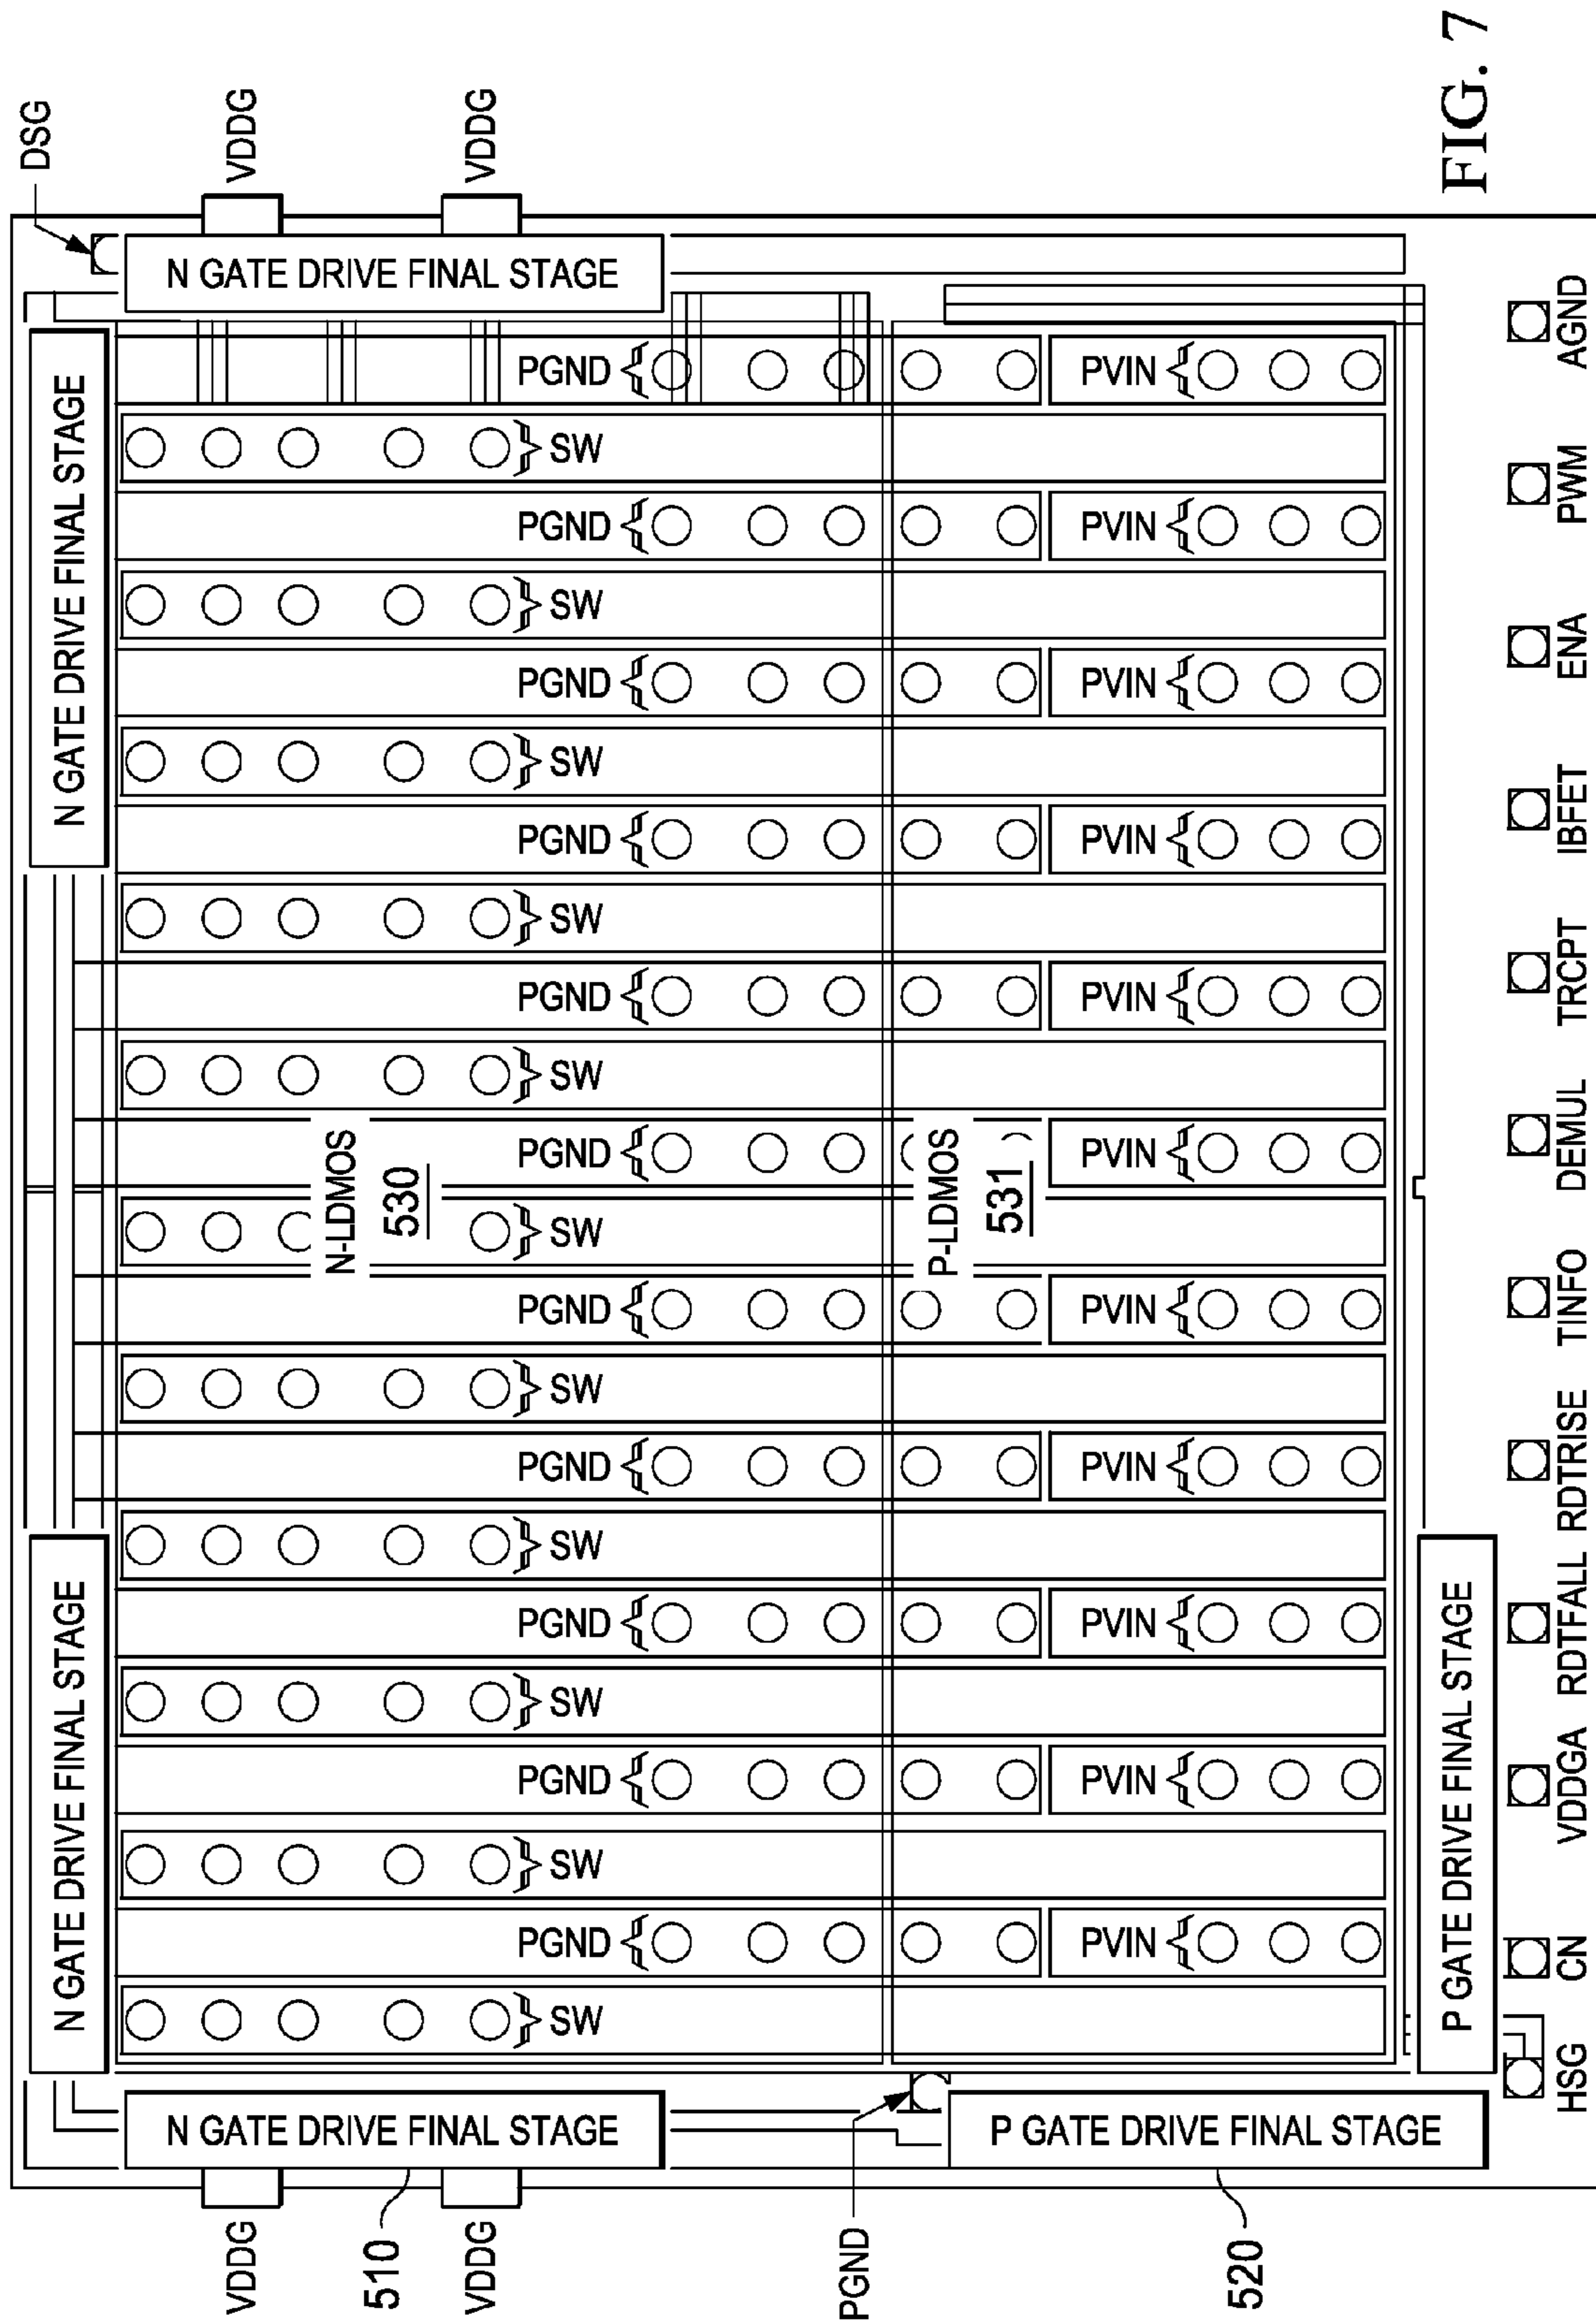 FIG. 7
DSG
VDDG
VDDG
N GATE DRIVE FINAL STAGE
N GATE DRIVE FINAL STAGE
N GATE DRIVE FINAL STAGE
PGND PVIN
SW
PGND PVIN
SW
PGND PVIN
SW
PGND PVIN
SW
PGND PVIN
SW
PGND PVIN
N-LDMOS
530
P-LDMOS
531
SW
PGND PVIN
SW
PGND PVIN
SW
PGND PVIN
SW
PGND PVIN
SW
PGND PVIN
SW
N GATE DRIVE FINAL STAGE
P GATE DRIVE FINAL STAGE
P GATE DRIVE FINAL STAGE
VDDG
510
VDDG
PGND
520
HSG
CN
VDDGA
RDTFALL
RDTRISE
TINFO
DEMUL
TRCPT
IBFET
ENA
PWM
AGND